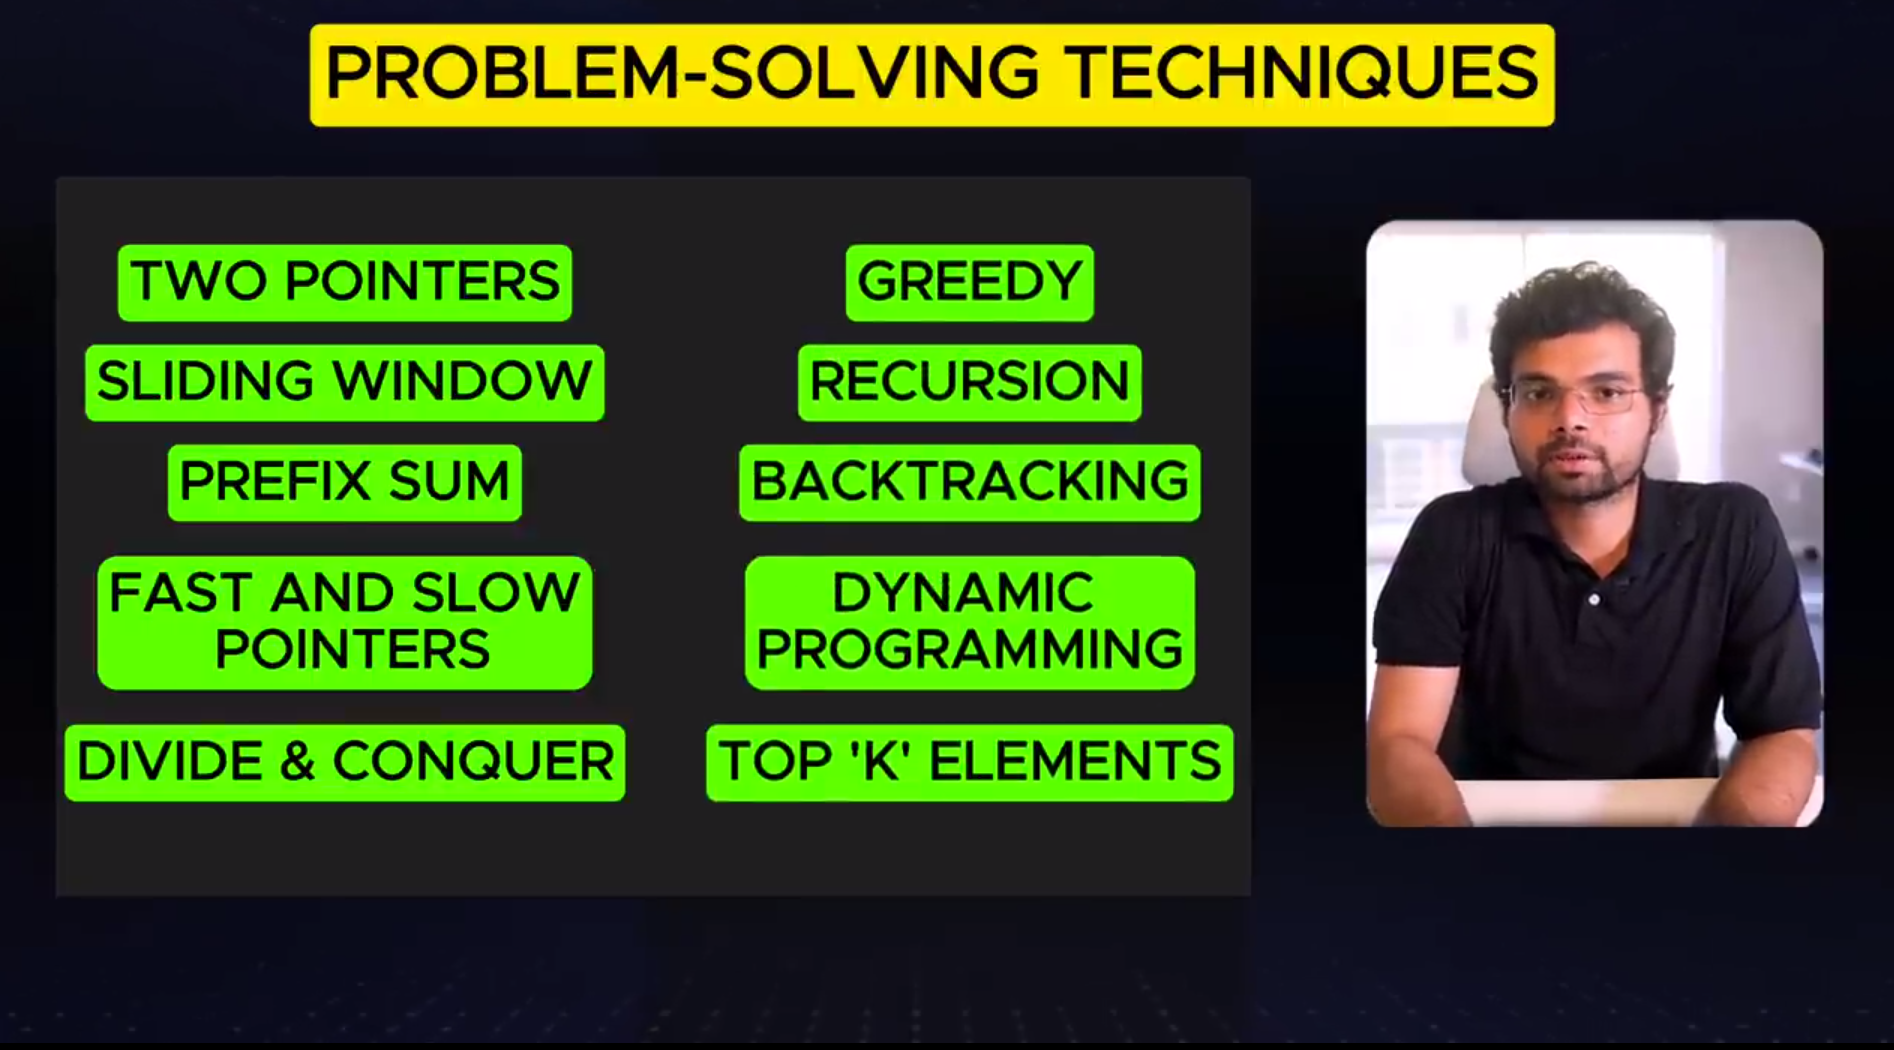 PROBLEM-SOLVING TECHNIQUES
TWO POINTERS
SLIDING WINDOW
PREFIX SUM
FAST AND SLOW
POINTERS
DIVIDE & CONQUER
GREEDY
RECURSION
BACKTRACKING
DYNAMIC
PROGRAMMING
TOP 'K' ELEMENTS